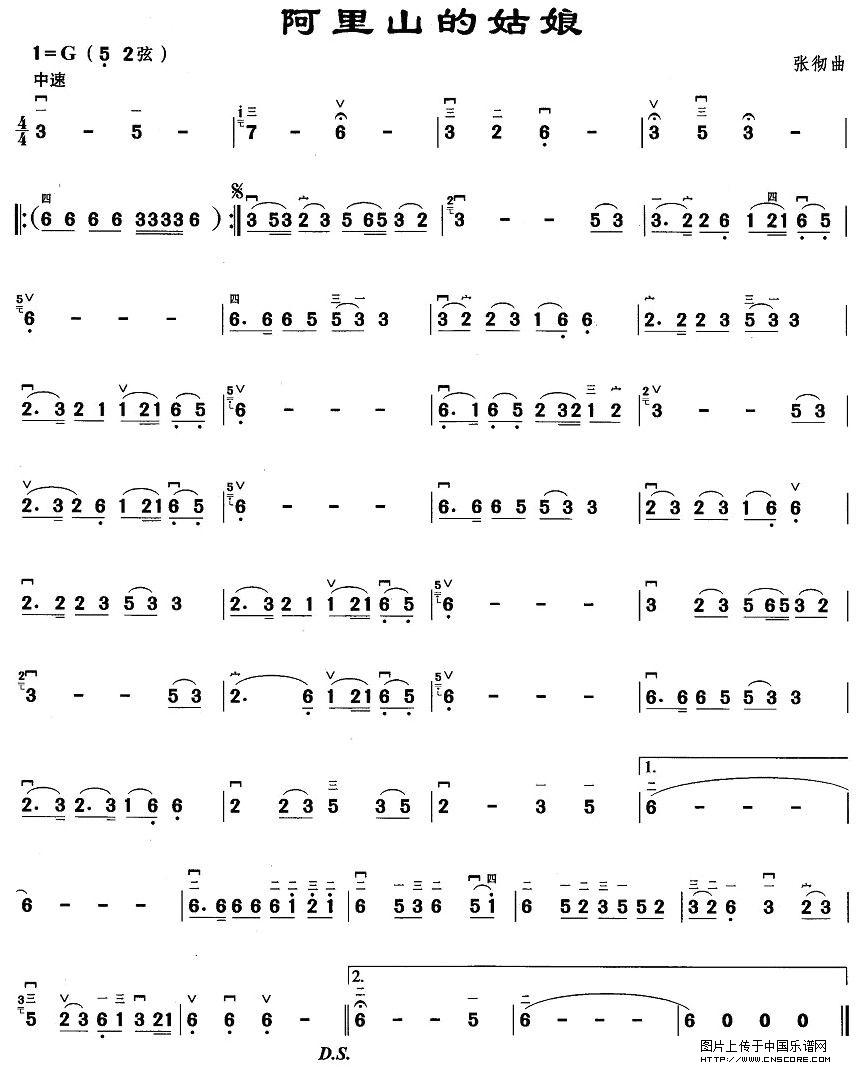 阿里山的姑娘
1=G（5 2弦）
中速
张彻曲
4/4 3 - 5 - | 7 - 6 - | 3 2 6 - | 3 5 3 - |
四
‖:(6 6 6 6 33336):‖ 3 53 2 3 5 65 3 2 | 3 - - 5 3 | 3. 2 2 6 1 21 6 5 |
6 - - - | 6. 6 6 5 5 3 3 | 3 2 2 3 1 6 6 | 2. 2 2 3 5 3 3 |
2. 3 2 1 1 21 6 5 | 6 - - - | 6. 1 6 5 2 32 1 2 | 3 - - 5 3 |
2. 3 2 6 1 21 6 5 | 6 - - - | 6. 6 6 5 5 3 3 | 2 3 2 3 1 6 6 |
2. 2 2 3 5 3 3 | 2. 3 2 1 1 21 6 5 | 6 - - - | 3 2 3 5 65 3 2 |
3 - - 5 3 | 2. 6 1 21 6 5 | 6 - - - | 6. 6 6 5 5 3 3 |
2. 3 2. 3 1 6 6 | 2 2 3 5 3 5 | 2 - 3 5 | 1. 6 - - - |
6 - - - | 6. 6 6 6 6 1 2 1 | 6 5 3 6 5 1 | 6 5 2 3 5 5 2 | 3 2 6 3 2 3 |
5 2 3 6 1 3 21 | 6 6 6 - ‖ 2. 6 - - 5 | 6 - - - | 6 0 0 0 ‖
D.S.
图片上传于中国乐谱网
HTTP://WWW.CNSCORE.COM